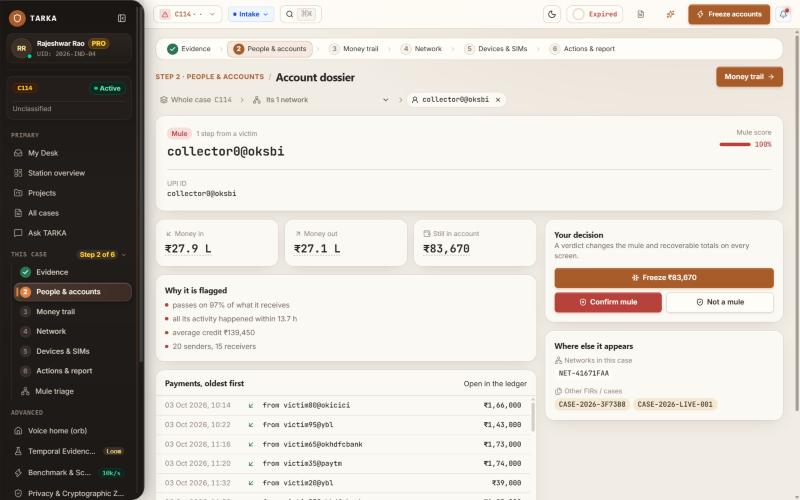 TARKA
RR
Rajeshwar Rao PRO
UID: 2026-IND-04
C114
Active
Unclassified
PRIMARY
My Desk
Station overview
Projects
All cases
Ask TARKA
THIS CASE Step 2 of 6
Evidence
2 People & accounts
3 Money trail
4 Network
5 Devices & SIMs
6 Actions & report
Mule triage
ADVANCED
Voice home (orb)
Temporal Evidenc... Loom
Benchmark & Sc... 10k/s
Privacy & Cryptographic Z...
C114 · ·
Intake
⌘K
Expired
Freeze accounts
Evidence
2 People & accounts
3 Money trail
4 Network
5 Devices & SIMs
6 Actions & report
STEP 2 · PEOPLE & ACCOUNTS / Account dossier
Money trail →
Whole case C114 > Its 1 network > collector0@oksbi ×
Mule 1 step from a victim
collector0@oksbi
Mule score
100%
UPI ID
collector0@oksbi
Money in
₹27.9 L
Money out
₹27.1 L
Still in account
₹83,670
Your decision
A verdict changes the mule and recoverable totals on every
screen.
Freeze ₹83,670
Confirm mule
Not a mule
Why it is flagged
passes on 97% of what it receives
all its activity happened within 13.7 h
average credit ₹139,450
20 senders, 15 receivers
Where else it appears
Networks in this case
NET-41671FAA
Other FIRs / cases
CASE-2026-3F73B8 CASE-2026-LIVE-001
Payments, oldest first
Open in the ledger
03 Oct 2026, 10:14 from victim80@okicici ₹1,66,000
03 Oct 2026, 10:22 from victim95@ybl ₹1,43,000
03 Oct 2026, 11:16 from victim65@okhdfcbank ₹1,73,000
03 Oct 2026, 11:20 from victim35@paytm ₹1,74,000
03 Oct 2026, 11:32 from victim20@ybl ₹39,000